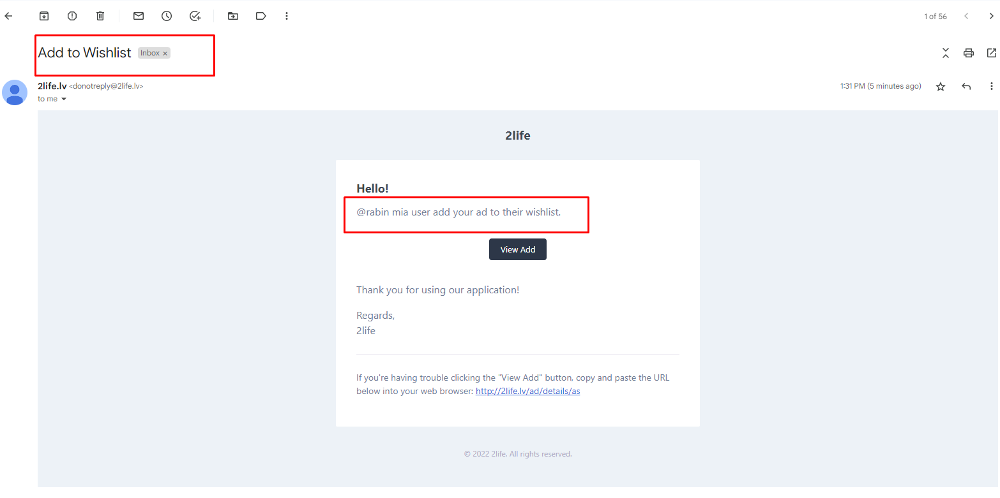 1 of 56
Add to Wishlist Inbox ×
2life.lv <donotreply@2life.lv> 1:31 PM (5 minutes ago)
to me
2life
Hello!
@rabin mia user add your ad to their wishlist.
View Add
Thank you for using our application!
Regards,
2life
If you're having trouble clicking the "View Add" button, copy and paste the URL
below into your web browser: http://2life.lv/ad/details/as
© 2022 2life. All rights reserved.